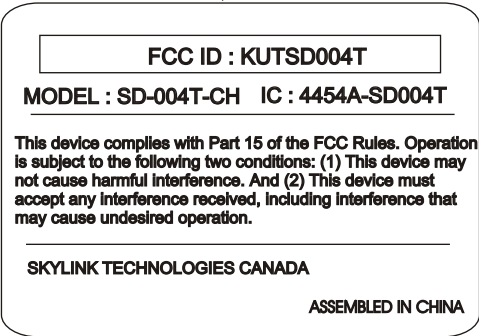 FCC ID : KUTSD004T
MODEL : SD-004T-CH IC : 4454A-SD004T
This device complies with Part 15 of the FCC Rules. Operation
is subject to the following two conditions: (1) This device may
not cause harmful interference. And (2) This device must
accept any interference received, including interference that
may cause undesired operation.
SKYLINK TECHNOLOGIES CANADA
ASSEMBLED IN CHINA